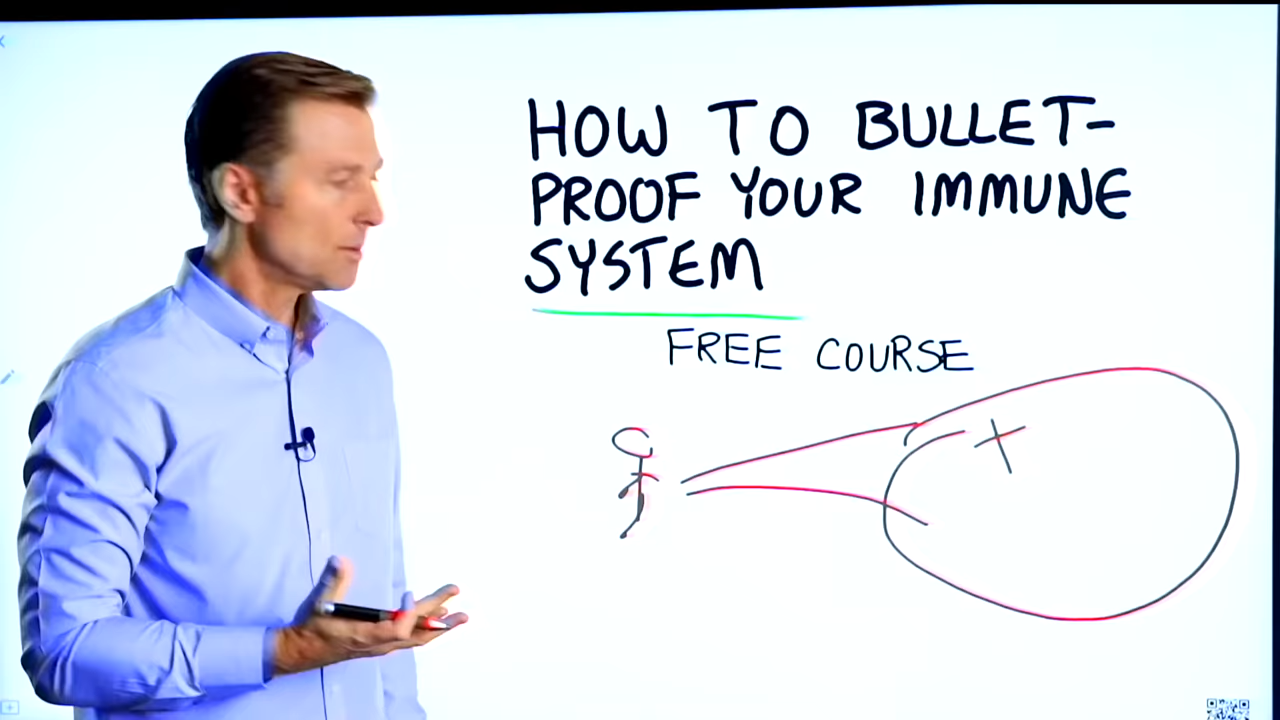 HOW TO BULLET-
PROOF YOUR IMMUNE
SYSTEM
FREE COURSE
X